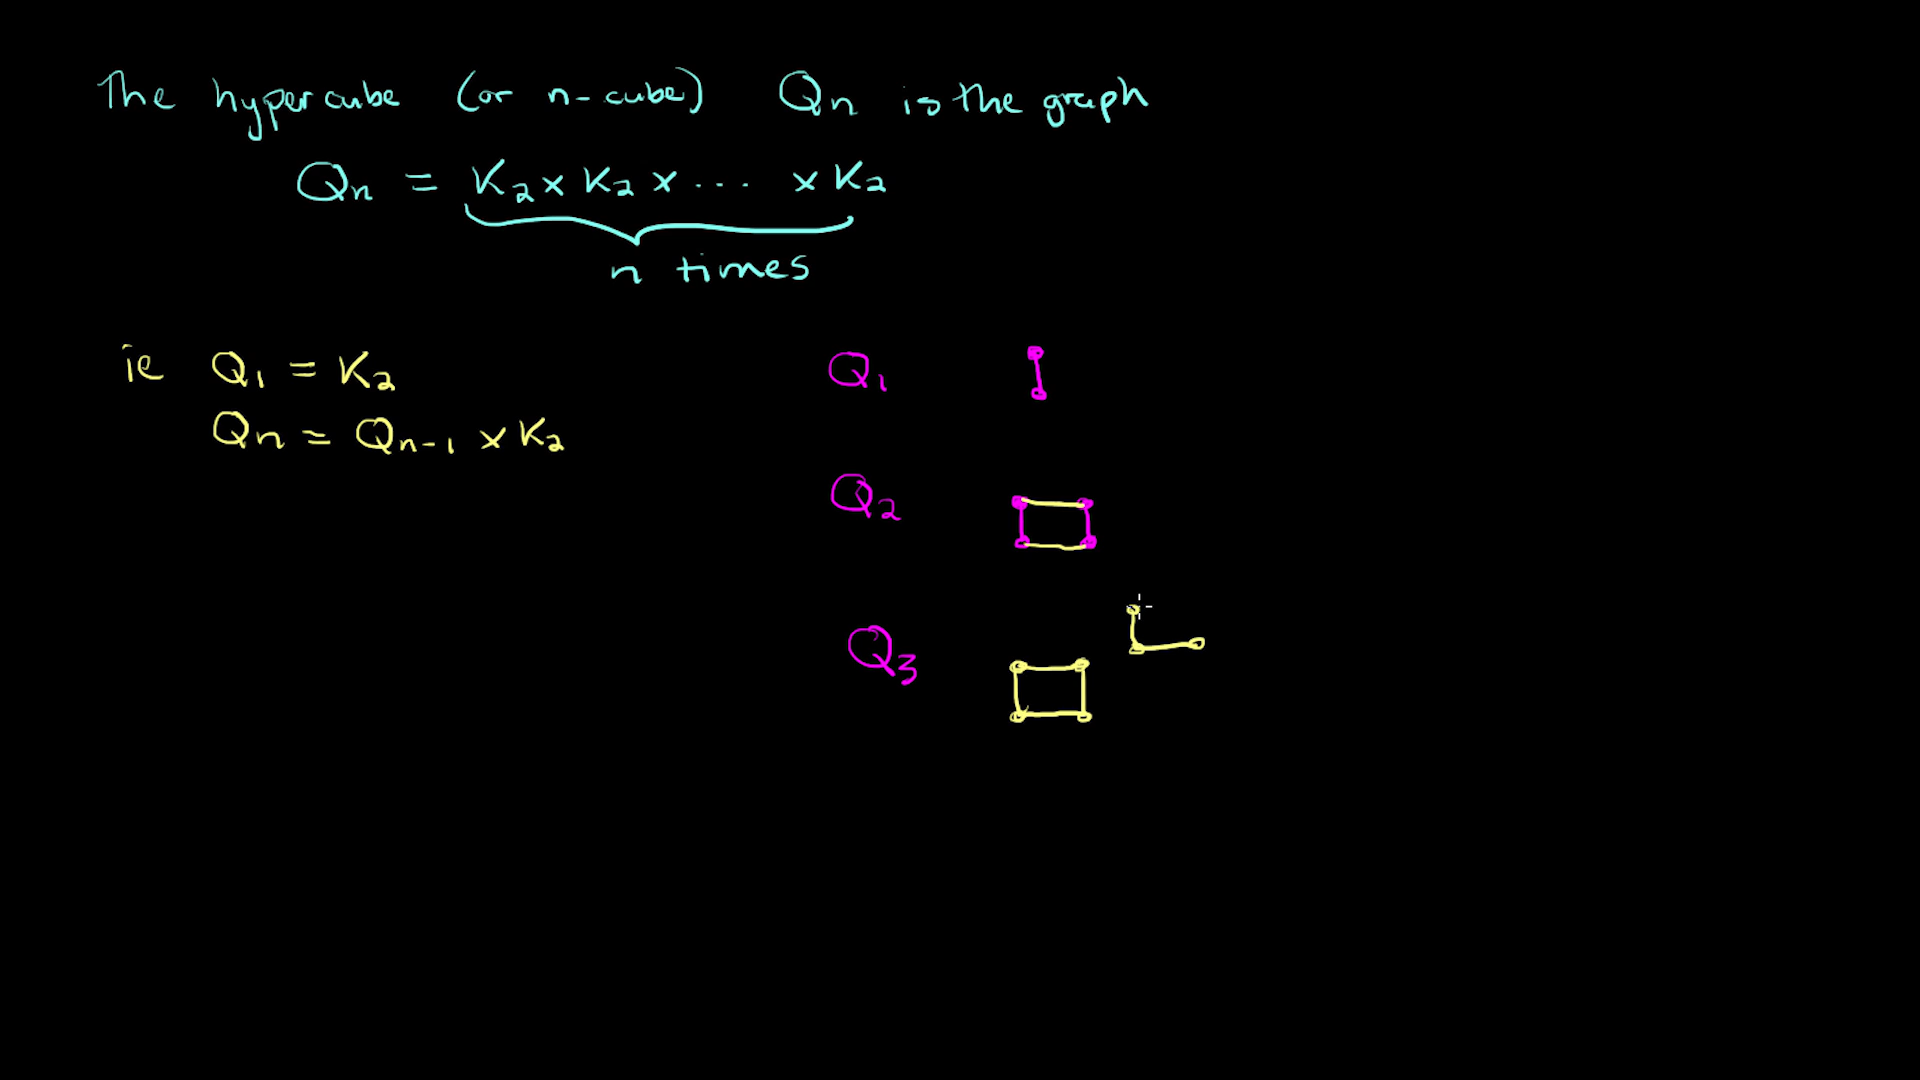 The hypercube (or n-cube) Qn is the graph
Qn = K₂ × K₂ × ... × K₂
n times
ie Q₁ = K₂
Qn = Qn-1 × K₂
Q₁
Q₂
Q₃